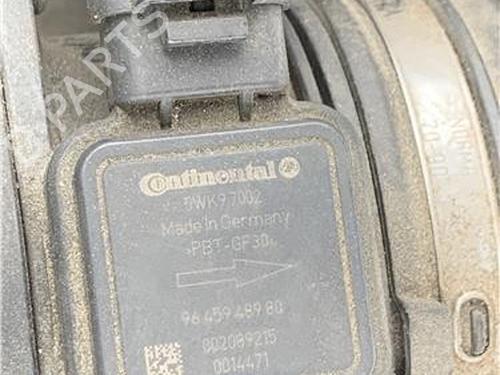 PARTS
Continental
5WK9 7002
Made in Germany
>PBT-GF30<
96 459 489 80
002089215
0014471